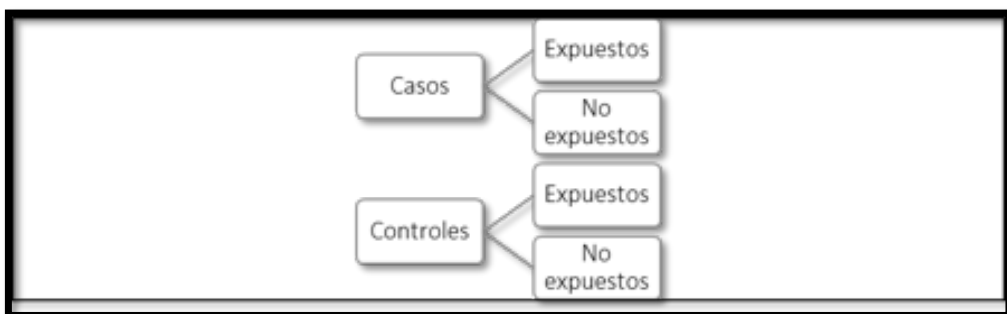 Casos
Expuestos
No
expuestos
Controles
Expuestos
No
expuestos